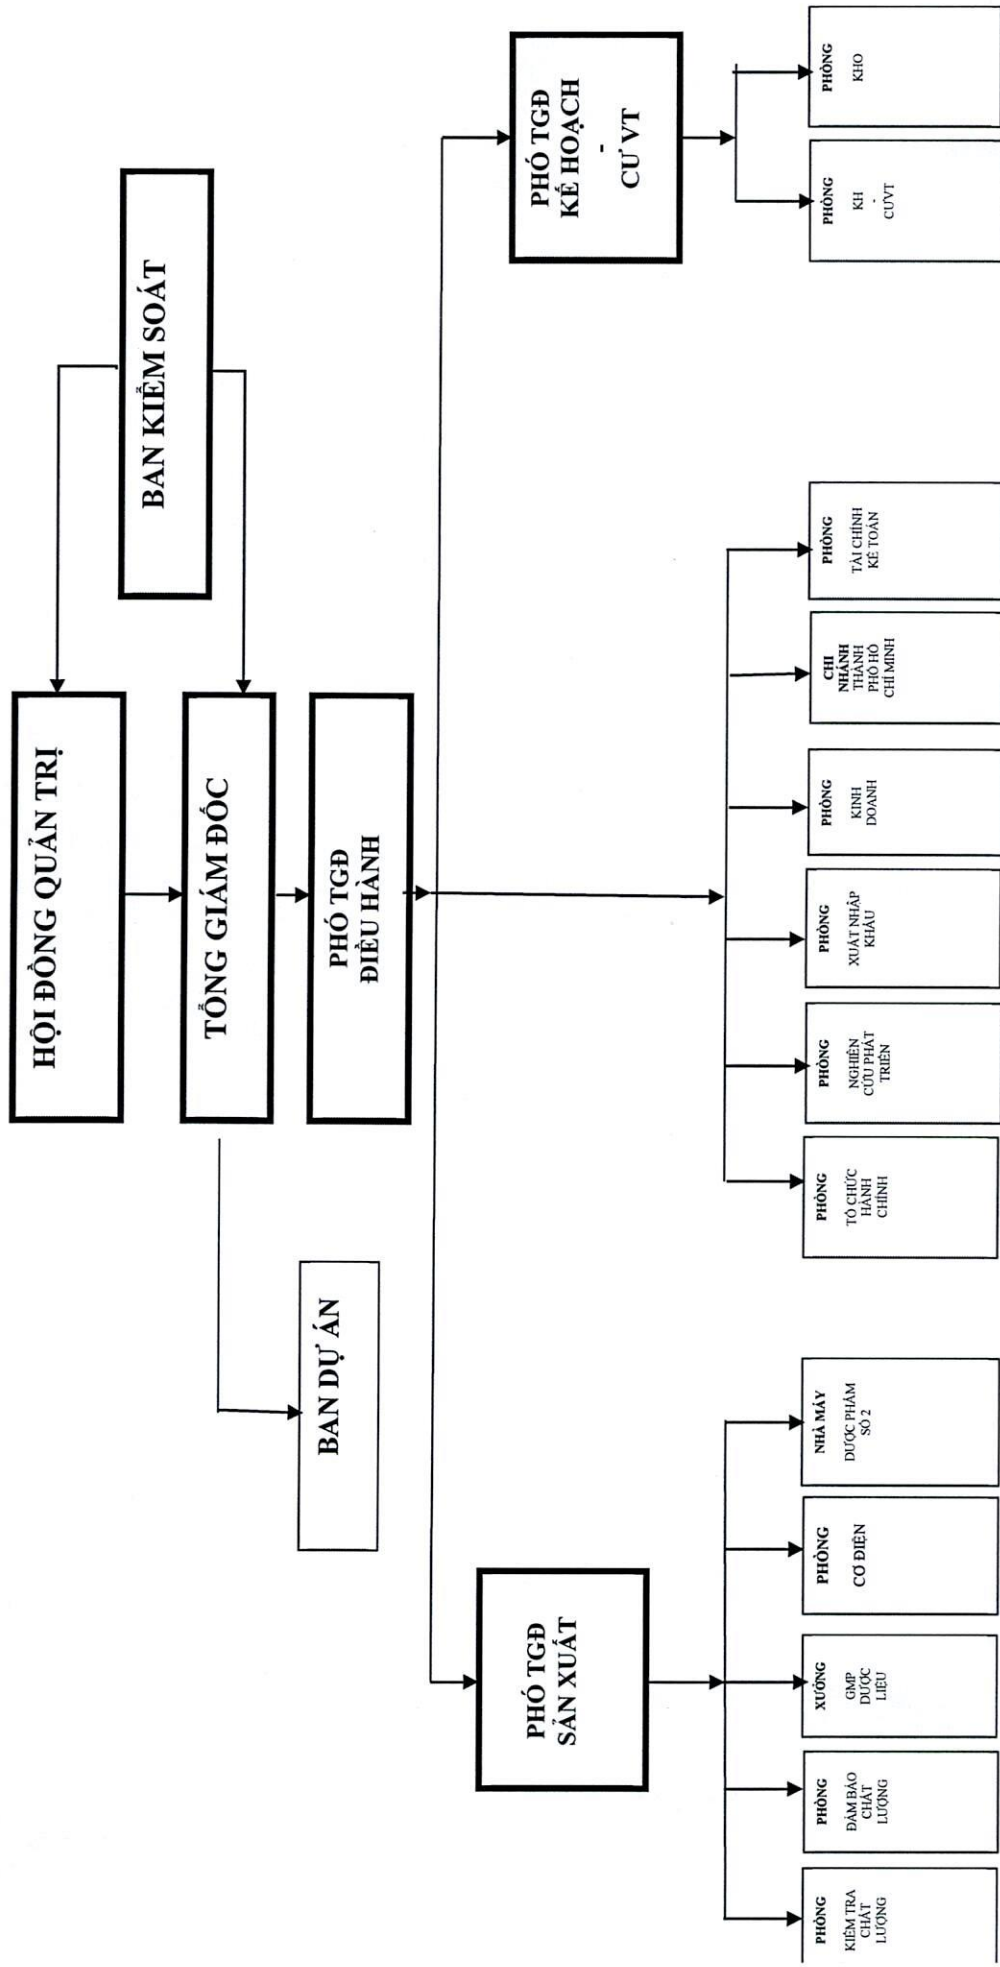 HỘI ĐỒNG QUẢN TRỊ
BAN KIỂM SOÁT
TỔNG GIÁM ĐỐC
PHÓ TGĐ
ĐIỀU HÀNH
BAN DỰ ÁN
PHÓ TGĐ
SẢN XUẤT
PHÓ TGĐ
KẾ HOẠCH
-
CƯ VT
PHÒNG
KIỂM TRA
CHẤT
LƯỢNG
PHÒNG
ĐẢM BẢO
CHẤT
LƯỢNG
XƯỞNG
GMP
DƯỢC
LIỆU
PHÒNG
CƠ ĐIỆN
NHÀ MÁY
DƯỢC PHẨM
SỐ 2
PHÒNG
TỔ CHỨC
HÀNH
CHÍNH
PHÒNG
NGHIÊN
CỨU PHÁT
TRIỂN
PHÒNG
XUẤT NHẬP
KHẨU
PHÒNG
KINH
DOANH
CHI
NHÁNH
THÀNH
PHỐ HỒ
CHÍ MINH
PHÒNG
TÀI CHÍNH
KẾ TOÁN
PHÒNG
KH
-
CƯVT
PHÒNG
KHO